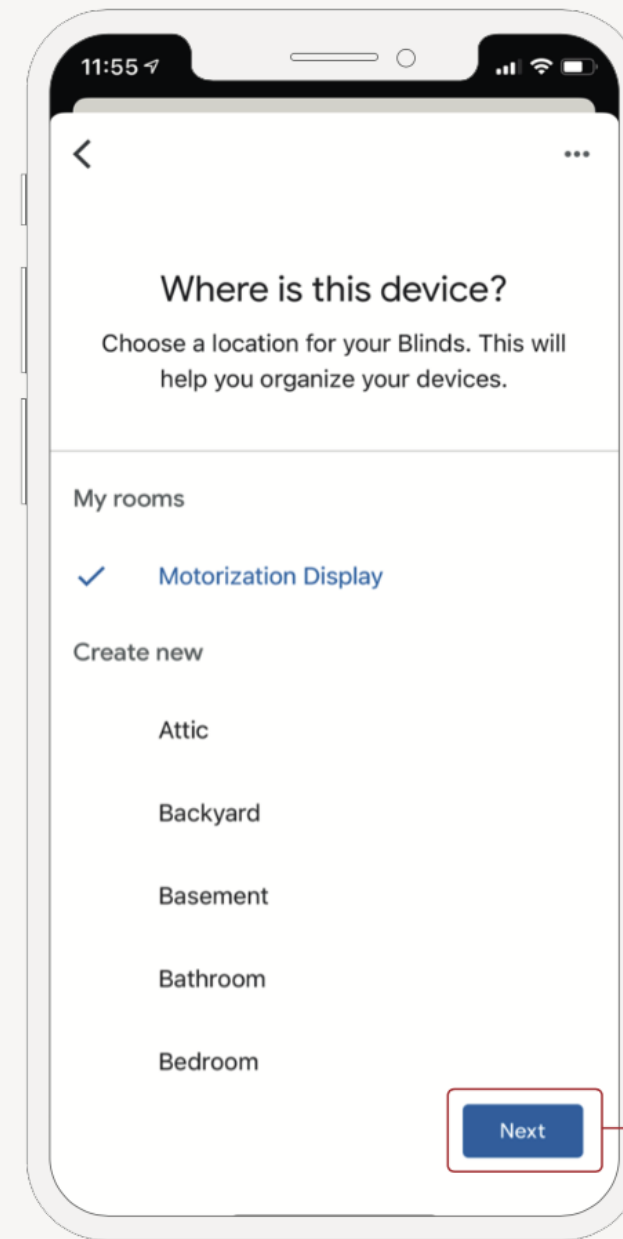 11:55
Where is this device?
Choose a location for your Blinds. This will
help you organize your devices.
My rooms
Motorization Display
Create new
Attic
Backyard
Basement
Bathroom
Bedroom
Next